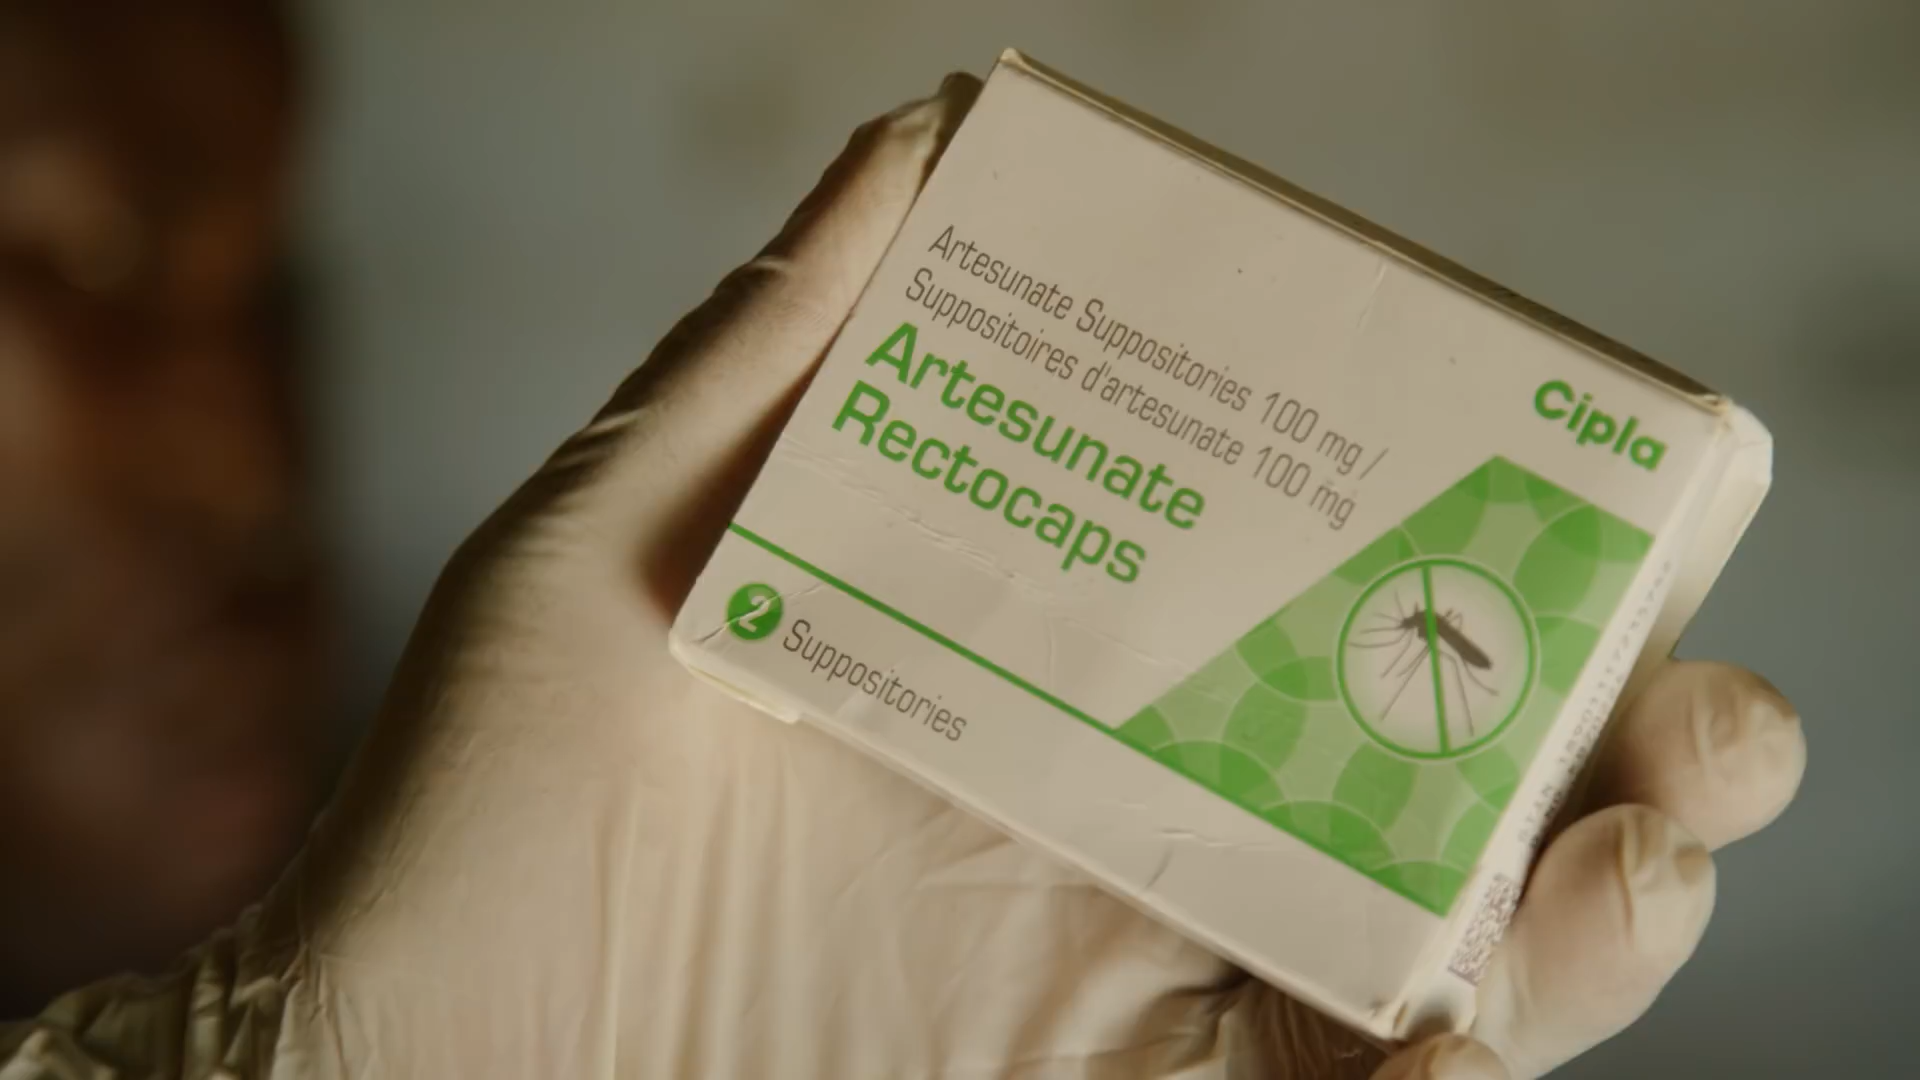 Artesunate Suppositories 100 mg /
Suppositoires d'artesunate 100 mg
Artesunate
Rectocaps
Cipla
2 Suppositories